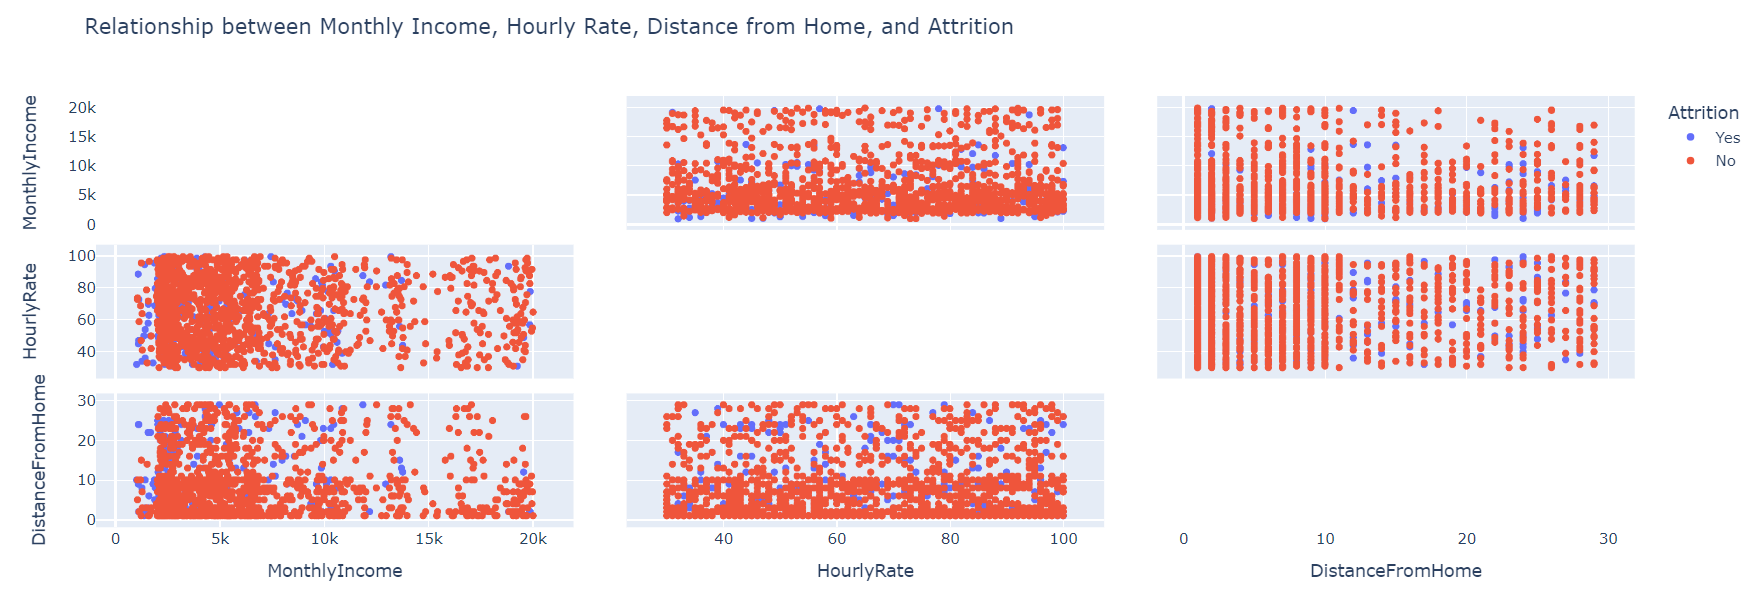 Relationship between Monthly Income, Hourly Rate, Distance from Home, and Attrition
MonthlyIncome
20k
15k
10k
5k
0
Attrition
Yes
No
HourlyRate
100
80
60
40
DistanceFromHome
30
20
10
0
0 5k 10k 15k 20k
40 60 80 100
0 10 20 30
MonthlyIncome
HourlyRate
DistanceFromHome